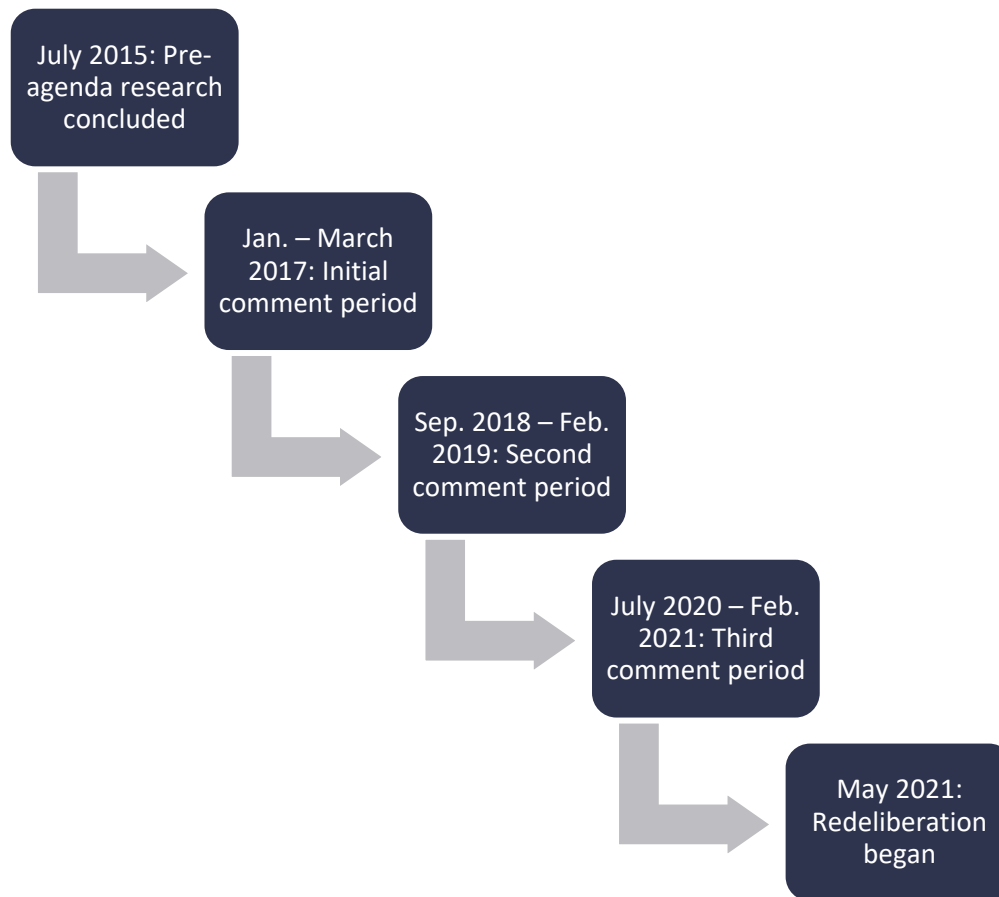 July 2015: Pre-
agenda research
concluded
Jan. – March
2017: Initial
comment period
Sep. 2018 – Feb.
2019: Second
comment period
July 2020 – Feb.
2021: Third
comment period
May 2021:
Redeliberation
began